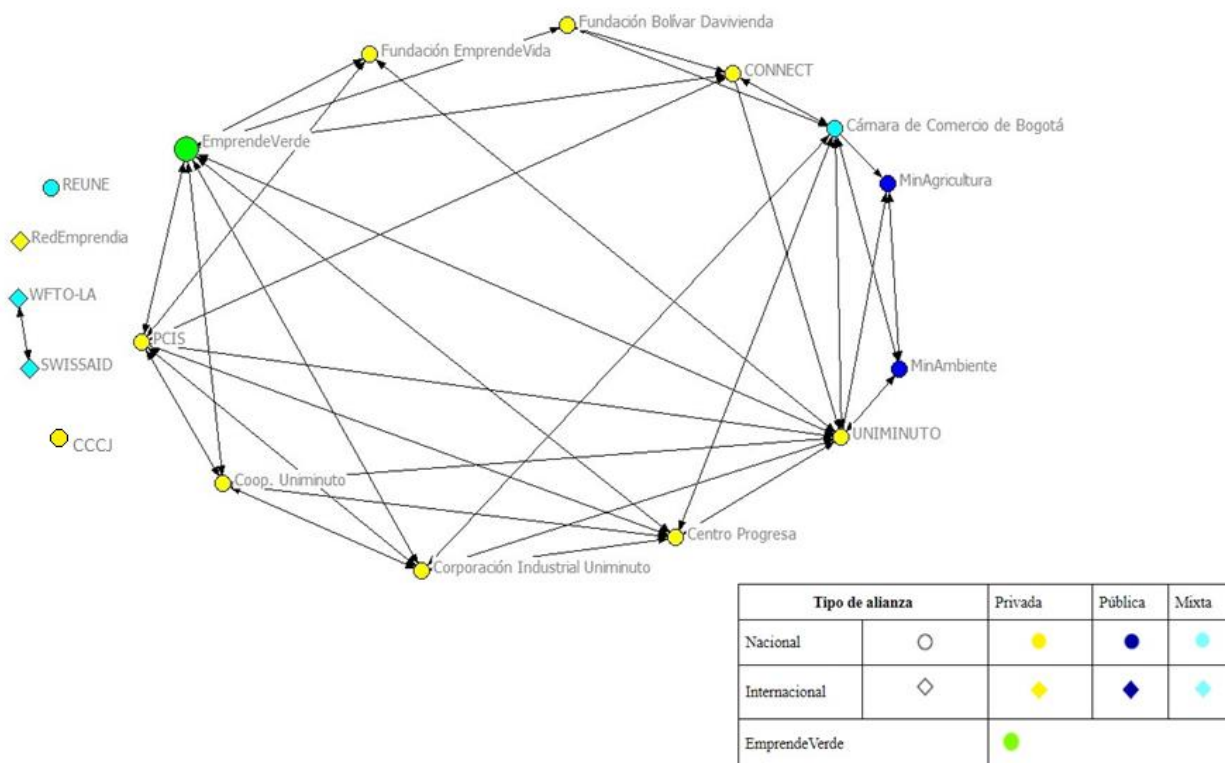 Fundación Bolívar Davivienda
Fundación EmprendeVida
CONNECT
Cámara de Comercio de Bogotá
EmprendeVerde
MinAgricultura
REUNE
RedEmprendia
WFTO-LA
PCIS
SWISSAID
MinAmbiente
UNIMINUTO
CCCJ
Coop. Uniminuto
Centro Progresa
Corporación Industrial Uniminuto
Tipo de alianza Privada Pública Mixta
Nacional
Internacional
EmprendeVerde